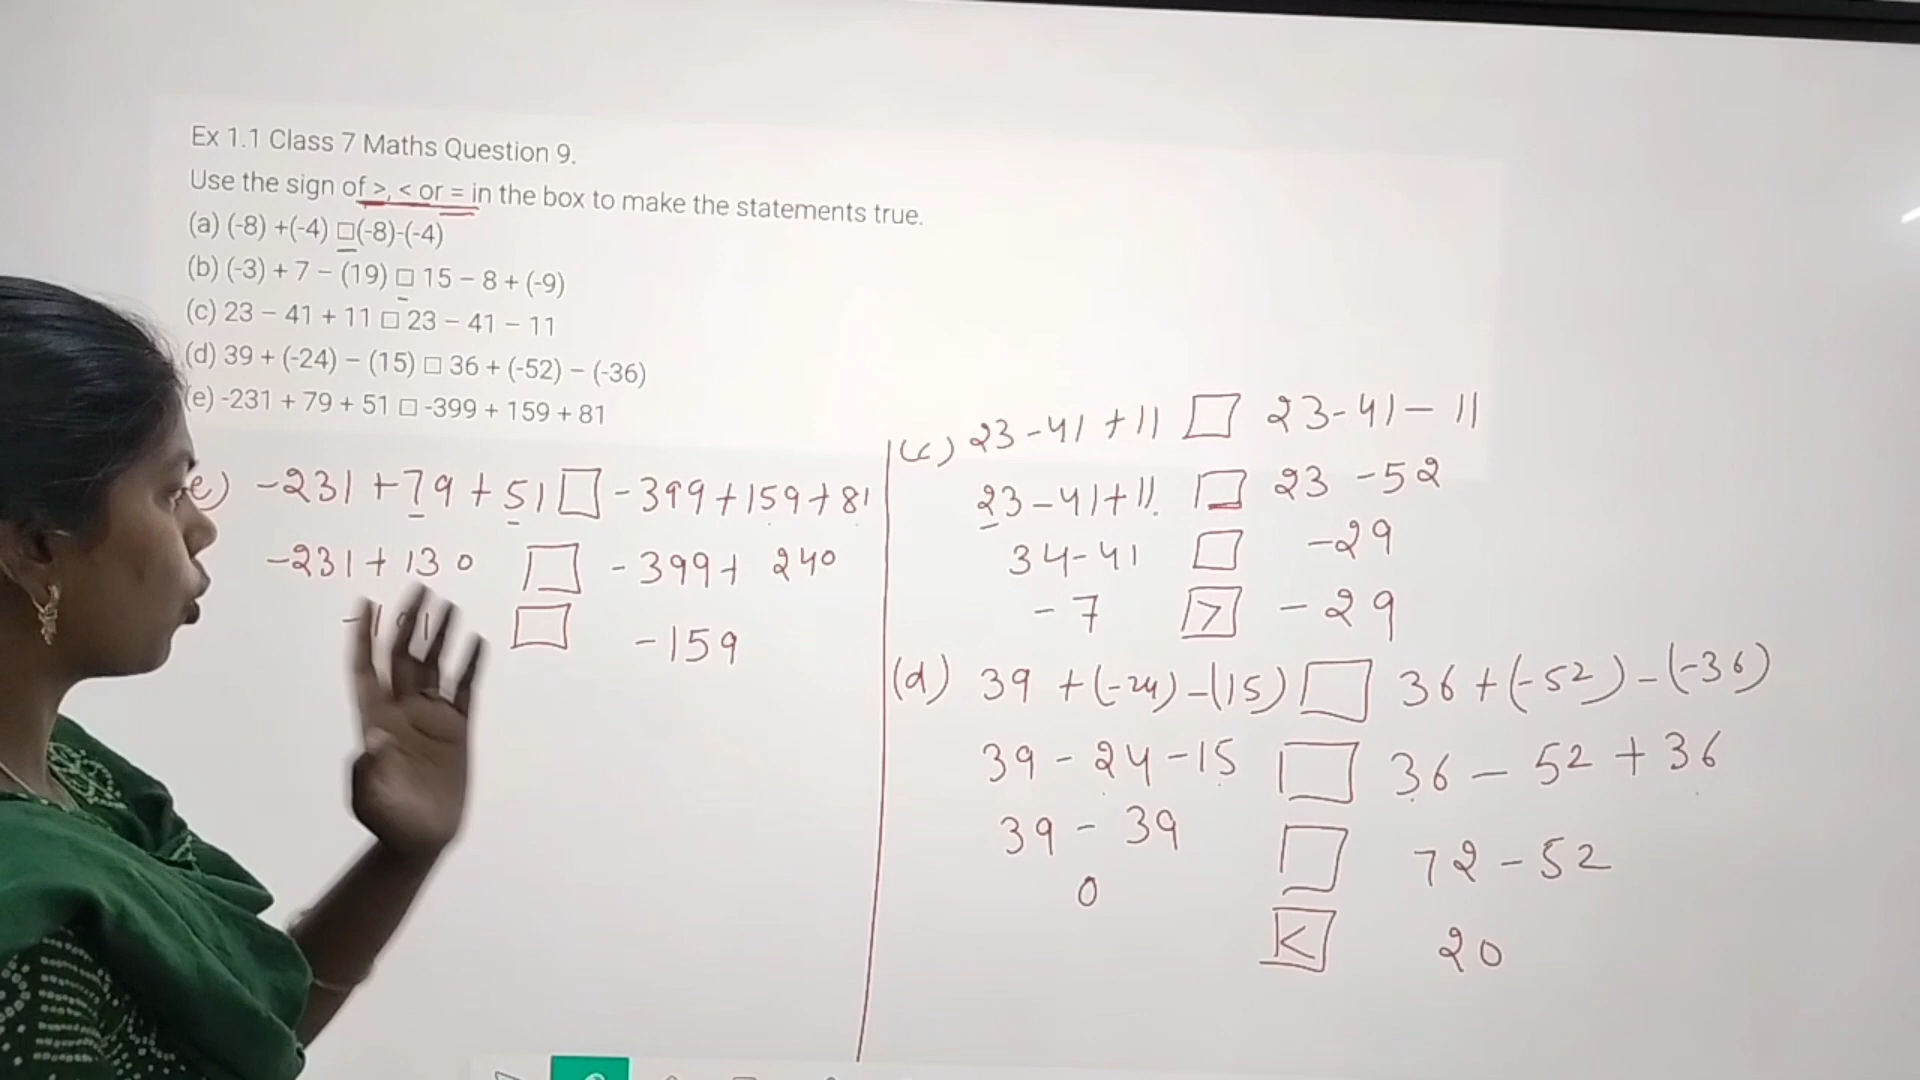 Ex 1.1 Class 7 Maths Question 9.
Use the sign of >, < or = in the box to make the statements true.
(a) (-8) +(-4) □(-8)-(-4)
(b) (-3) + 7 – (19) □ 15 – 8 + (-9)
(c) 23 – 41 + 11 □ 23 – 41 – 11
(d) 39 + (-24) – (15) □ 36 + (-52) – (-36)
(e) -231 + 79 + 51 □ -399 + 159 + 81
e) -231 +79 + 51 □ -399+159+81
-231+ 130 □ -399+ 240
□ -159
(c) 23-41 +11 □ 23-41- 11
23-41+11 □ 23 -52
34-41 □ -29
-7 > -29
(d) 39 +(-24)-(15) □ 36 +(-52)-(-36)
39 - 24 -15 □ 36 - 52 + 36
39 - 39 □ 72 - 52
0 < 20